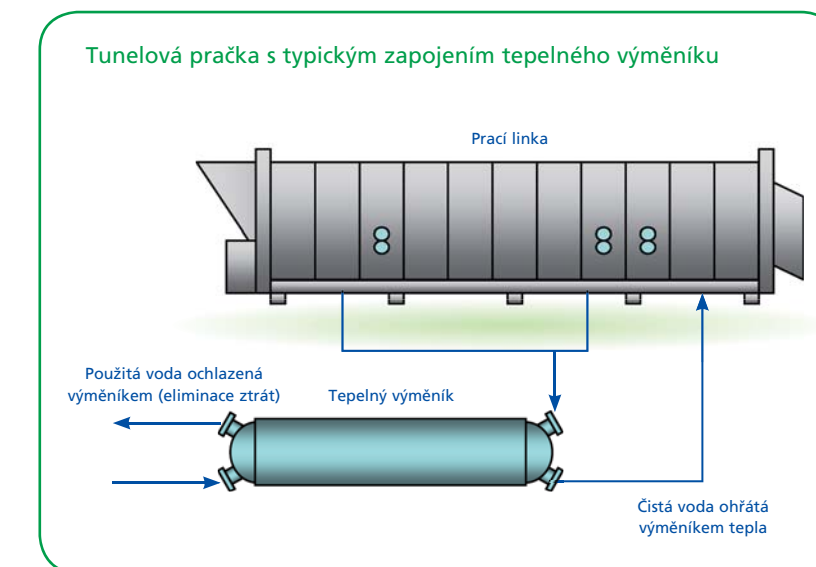 Tunelová pračka s typickým zapojením tepelného výměníku
Prací linka
Použitá voda ochlazená
výměníkem (eliminace ztrát)
Tepelný výměník
Čistá voda ohřátá
výměníkem tepla